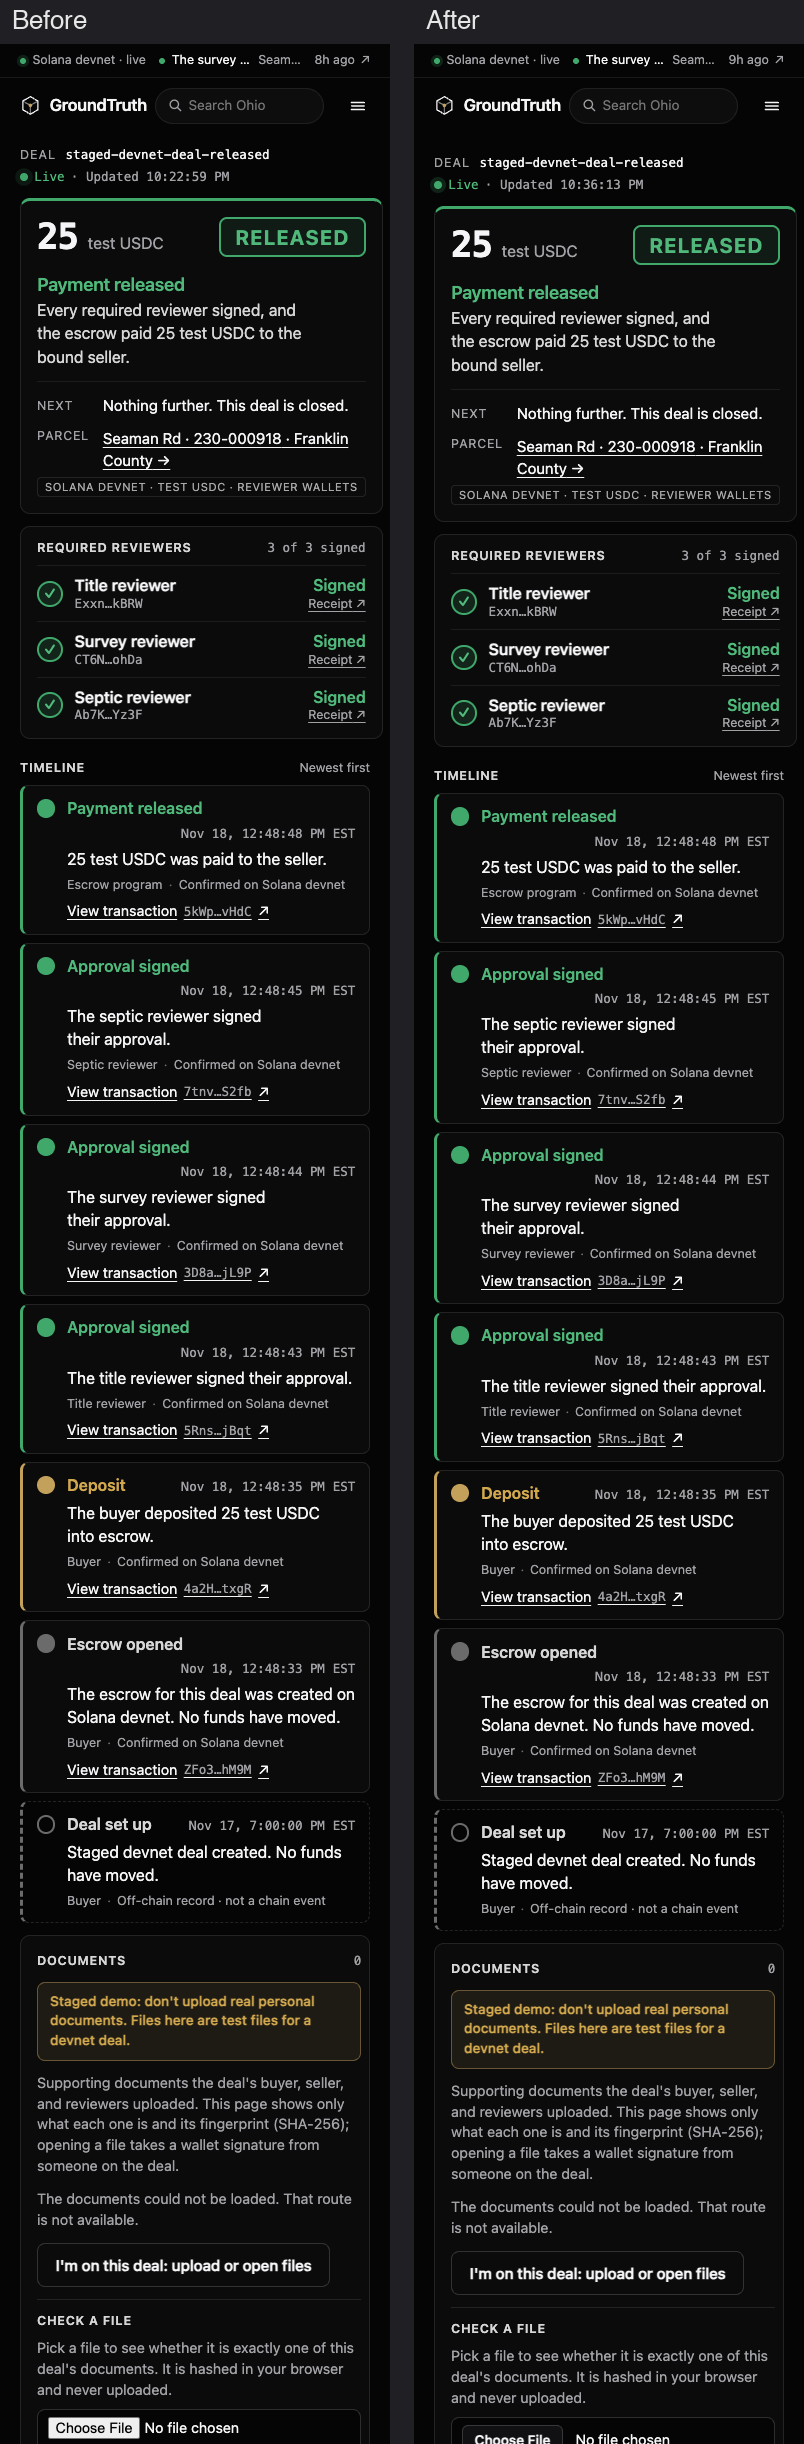 Before
Solana devnet · live The survey ... Seam... 8h ago ↗
GroundTruth Search Ohio
DEAL staged-devnet-deal-released
Live · Updated 10:22:59 PM
25 test USDC RELEASED
Payment released
Every required reviewer signed, and
the escrow paid 25 test USDC to the
bound seller.
NEXT Nothing further. This deal is closed.
PARCEL Seaman Rd · 230-000918 · Franklin
County →
SOLANA DEVNET · TEST USDC · REVIEWER WALLETS
REQUIRED REVIEWERS 3 of 3 signed
Title reviewer Signed
Exxn…kBRW Receipt ↗
Survey reviewer Signed
CT6N…ohDa Receipt ↗
Septic reviewer Signed
Ab7K…Yz3F Receipt ↗
TIMELINE Newest first
Payment released
Nov 18, 12:48:48 PM EST
25 test USDC was paid to the seller.
Escrow program · Confirmed on Solana devnet
View transaction 5kWp…vHdC ↗
Approval signed
Nov 18, 12:48:45 PM EST
The septic reviewer signed
their approval.
Septic reviewer · Confirmed on Solana devnet
View transaction 7tnv…S2fb ↗
Approval signed
Nov 18, 12:48:44 PM EST
The survey reviewer signed
their approval.
Survey reviewer · Confirmed on Solana devnet
View transaction 3D8a…jL9P ↗
Approval signed
Nov 18, 12:48:43 PM EST
The title reviewer signed their approval.
Title reviewer · Confirmed on Solana devnet
View transaction 5Rns…jBqt ↗
Deposit Nov 18, 12:48:35 PM EST
The buyer deposited 25 test USDC
into escrow.
Buyer · Confirmed on Solana devnet
View transaction 4a2H…txgR ↗
Escrow opened
Nov 18, 12:48:33 PM EST
The escrow for this deal was created on
Solana devnet. No funds have moved.
Buyer · Confirmed on Solana devnet
View transaction ZFo3…hM9M ↗
Deal set up Nov 17, 7:00:00 PM EST
Staged devnet deal created. No funds
have moved.
Buyer · Off-chain record · not a chain event
DOCUMENTS 0
Staged demo: don't upload real personal
documents. Files here are test files for a
devnet deal.
Supporting documents the deal's buyer, seller,
and reviewers uploaded. This page shows only
what each one is and its fingerprint (SHA-256);
opening a file takes a wallet signature from
someone on the deal.
The documents could not be loaded. That route
is not available.
I'm on this deal: upload or open files
CHECK A FILE
Pick a file to see whether it is exactly one of this
deal's documents. It is hashed in your browser
and never uploaded.
Choose File No file chosen
After
Solana devnet · live The survey ... Seam... 9h ago ↗
GroundTruth Search Ohio
DEAL staged-devnet-deal-released
Live · Updated 10:36:13 PM
25 test USDC RELEASED
Payment released
Every required reviewer signed, and
the escrow paid 25 test USDC to the
bound seller.
NEXT Nothing further. This deal is closed.
PARCEL Seaman Rd · 230-000918 · Franklin
County →
SOLANA DEVNET · TEST USDC · REVIEWER WALLETS
REQUIRED REVIEWERS 3 of 3 signed
Title reviewer Signed
Exxn…kBRW Receipt ↗
Survey reviewer Signed
CT6N…ohDa Receipt ↗
Septic reviewer Signed
Ab7K…Yz3F Receipt ↗
TIMELINE Newest first
Payment released
Nov 18, 12:48:48 PM EST
25 test USDC was paid to the seller.
Escrow program · Confirmed on Solana devnet
View transaction 5kWp…vHdC ↗
Approval signed
Nov 18, 12:48:45 PM EST
The septic reviewer signed
their approval.
Septic reviewer · Confirmed on Solana devnet
View transaction 7tnv…S2fb ↗
Approval signed
Nov 18, 12:48:44 PM EST
The survey reviewer signed
their approval.
Survey reviewer · Confirmed on Solana devnet
View transaction 3D8a…jL9P ↗
Approval signed
Nov 18, 12:48:43 PM EST
The title reviewer signed their approval.
Title reviewer · Confirmed on Solana devnet
View transaction 5Rns…jBqt ↗
Deposit Nov 18, 12:48:35 PM EST
The buyer deposited 25 test USDC
into escrow.
Buyer · Confirmed on Solana devnet
View transaction 4a2H…txgR ↗
Escrow opened
Nov 18, 12:48:33 PM EST
The escrow for this deal was created on
Solana devnet. No funds have moved.
Buyer · Confirmed on Solana devnet
View transaction ZFo3…hM9M ↗
Deal set up Nov 17, 7:00:00 PM EST
Staged devnet deal created. No funds
have moved.
Buyer · Off-chain record · not a chain event
DOCUMENTS 0
Staged demo: don't upload real personal
documents. Files here are test files for a
devnet deal.
Supporting documents the deal's buyer, seller,
and reviewers uploaded. This page shows only
what each one is and its fingerprint (SHA-256);
opening a file takes a wallet signature from
someone on the deal.
The documents could not be loaded. That route
is not available.
I'm on this deal: upload or open files
CHECK A FILE
Pick a file to see whether it is exactly one of this
deal's documents. It is hashed in your browser
and never uploaded.
Choose File No file chosen